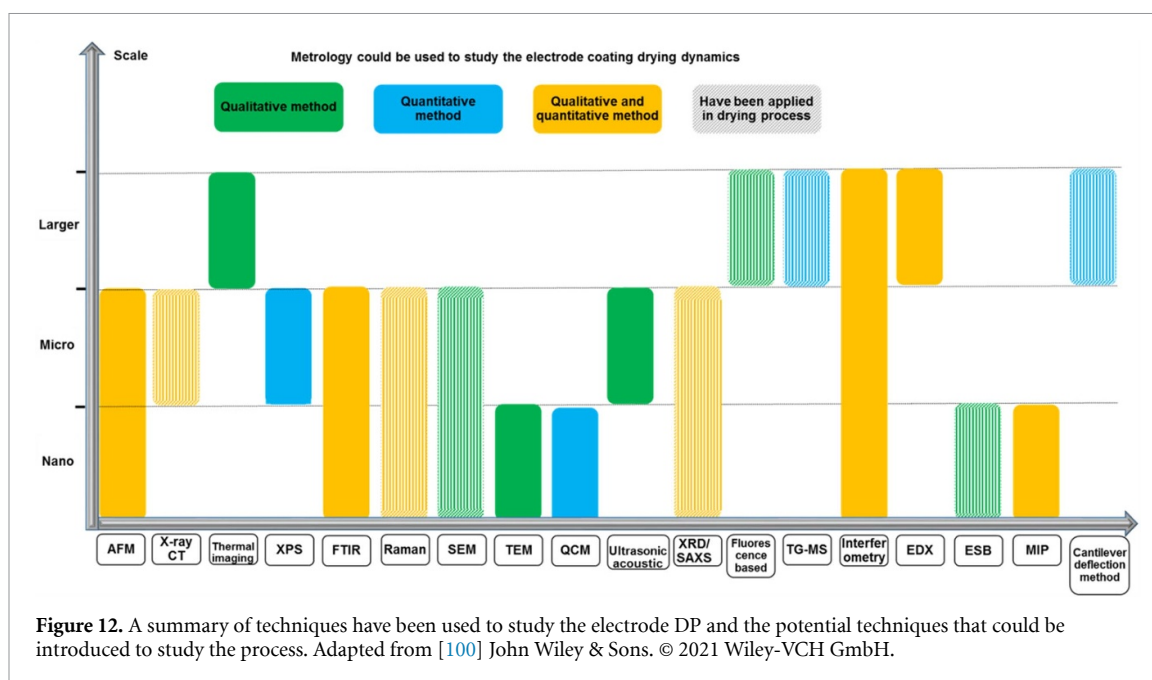 Scale
Metrology could be used to study the electrode coating drying dynamics
Qualitative method
Quantitative
method
Qualitative and
quantitative method
Have been applied
in drying process
Larger
Micro
Nano
AFM
X-ray
CT
Thermal
imaging
XPS
FTIR
Raman
SEM
TEM
QCM
Ultrasonic
acoustic
XRD/
SAXS
Fluores
cence
based
TG-MS
Interfer
ometry
EDX
ESB
MIP
Cantilever
deflection
method
Figure 12. A summary of techniques have been used to study the electrode DP and the potential techniques that could be
introduced to study the process. Adapted from [100] John Wiley & Sons. © 2021 Wiley-VCH GmbH.